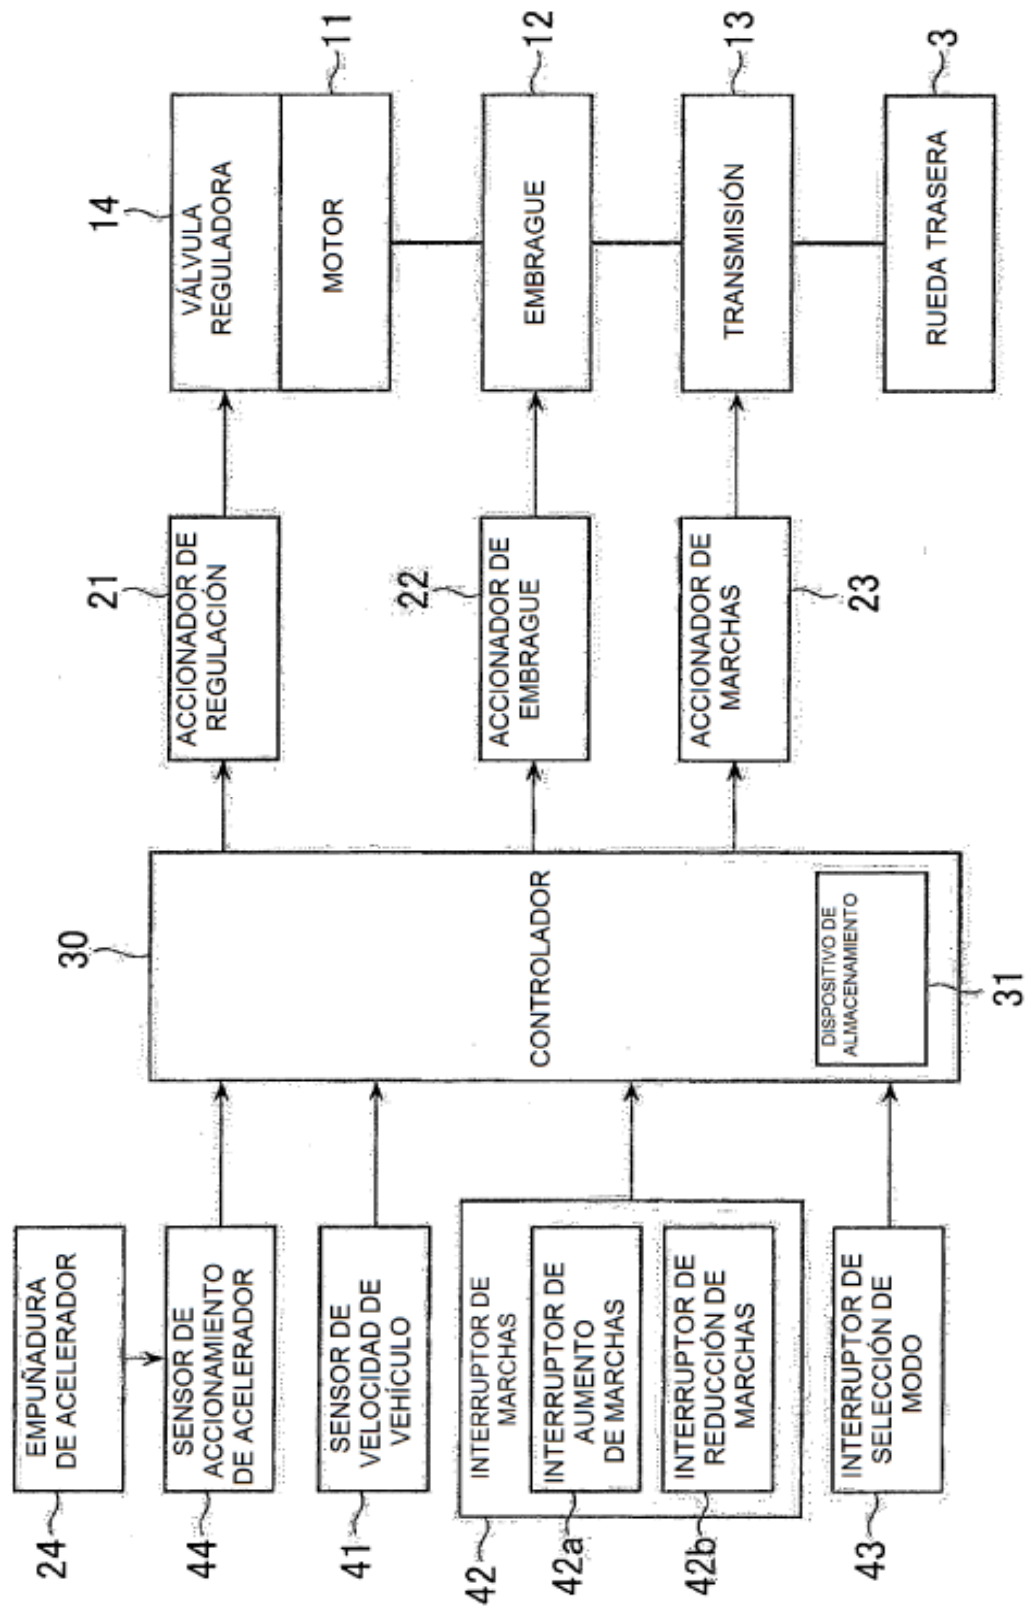 24
EMPUÑADURA
DE ACELERADOR
44
SENSOR DE
ACCIONAMIENTO
DE ACELERADOR
41
SENSOR DE
VELOCIDAD DE
VEHÍCULO
42
INTERRUPTOR DE
MARCHAS
42a
INTERRUPTOR DE
AUMENTO
DE MARCHAS
42b
INTERRUPTOR DE
REDUCCIÓN DE
MARCHAS
43
INTERRUPTOR DE
SELECCIÓN DE
MODO
30
CONTROLADOR
DISPOSITIVO DE
ALMACENAMIENTO
31
21
ACCIONADOR DE
REGULACIÓN
22
ACCIONADOR DE
EMBRAGUE
ACCIONADOR DE
MARCHAS
23
14
VÁLVULA
REGULADORA
MOTOR
11
EMBRAGUE
12
TRANSMISIÓN
13
RUEDA TRASERA
3